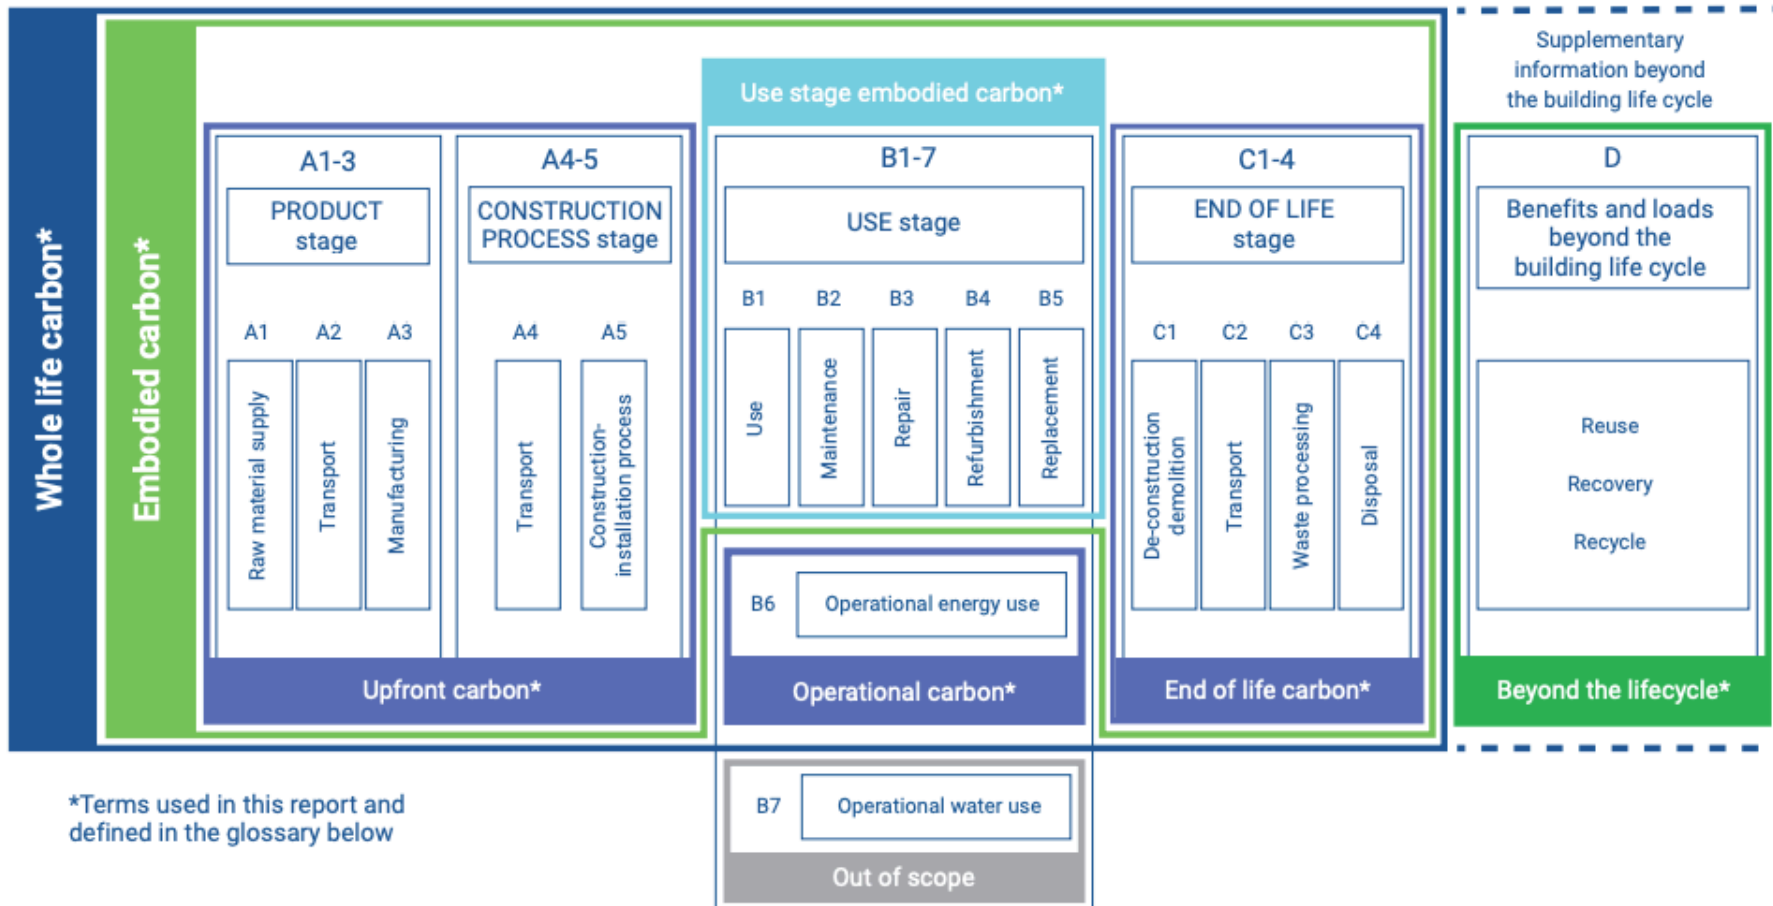 Whole life carbon*
Embodied carbon*
Use stage embodied carbon*
Supplementary
information beyond
the building life cycle
A1-3
PRODUCT
stage
A1
A2
A3
Raw material supply
Transport
Manufacturing
A4-5
CONSTRUCTION
PROCESS stage
A4
A5
Transport
Construction-
installation process
Upfront carbon*
B1-7
USE stage
B1
B2
B3
B4
B5
Use
Maintenance
Repair
Refurbishment
Replacement
B6
Operational energy use
Operational carbon*
B7
Operational water use
Out of scope
C1-4
END OF LIFE
stage
C1
C2
C3
C4
De-construction
demolition
Transport
Waste processing
Disposal
End of life carbon*
D
Benefits and loads
beyond the
building life cycle
Reuse
Recovery
Recycle
Beyond the lifecycle*
*Terms used in this report and
defined in the glossary below